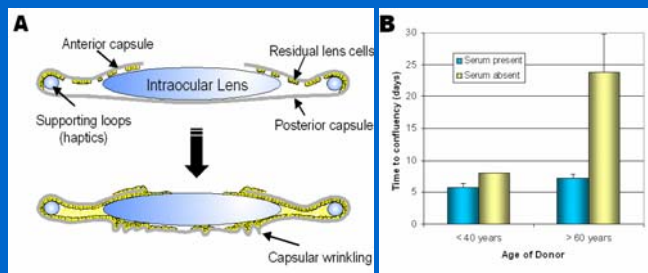 A
Anterior capsule
Residual lens cells
Intraocular Lens
Supporting loops
(haptics)
Posterior capsule
Capsular wrinkling
B
Time to confluency (days)
30
25
20
15
10
5
0
Serum present
Serum absent
< 40 years
> 60 years
Age of Donor